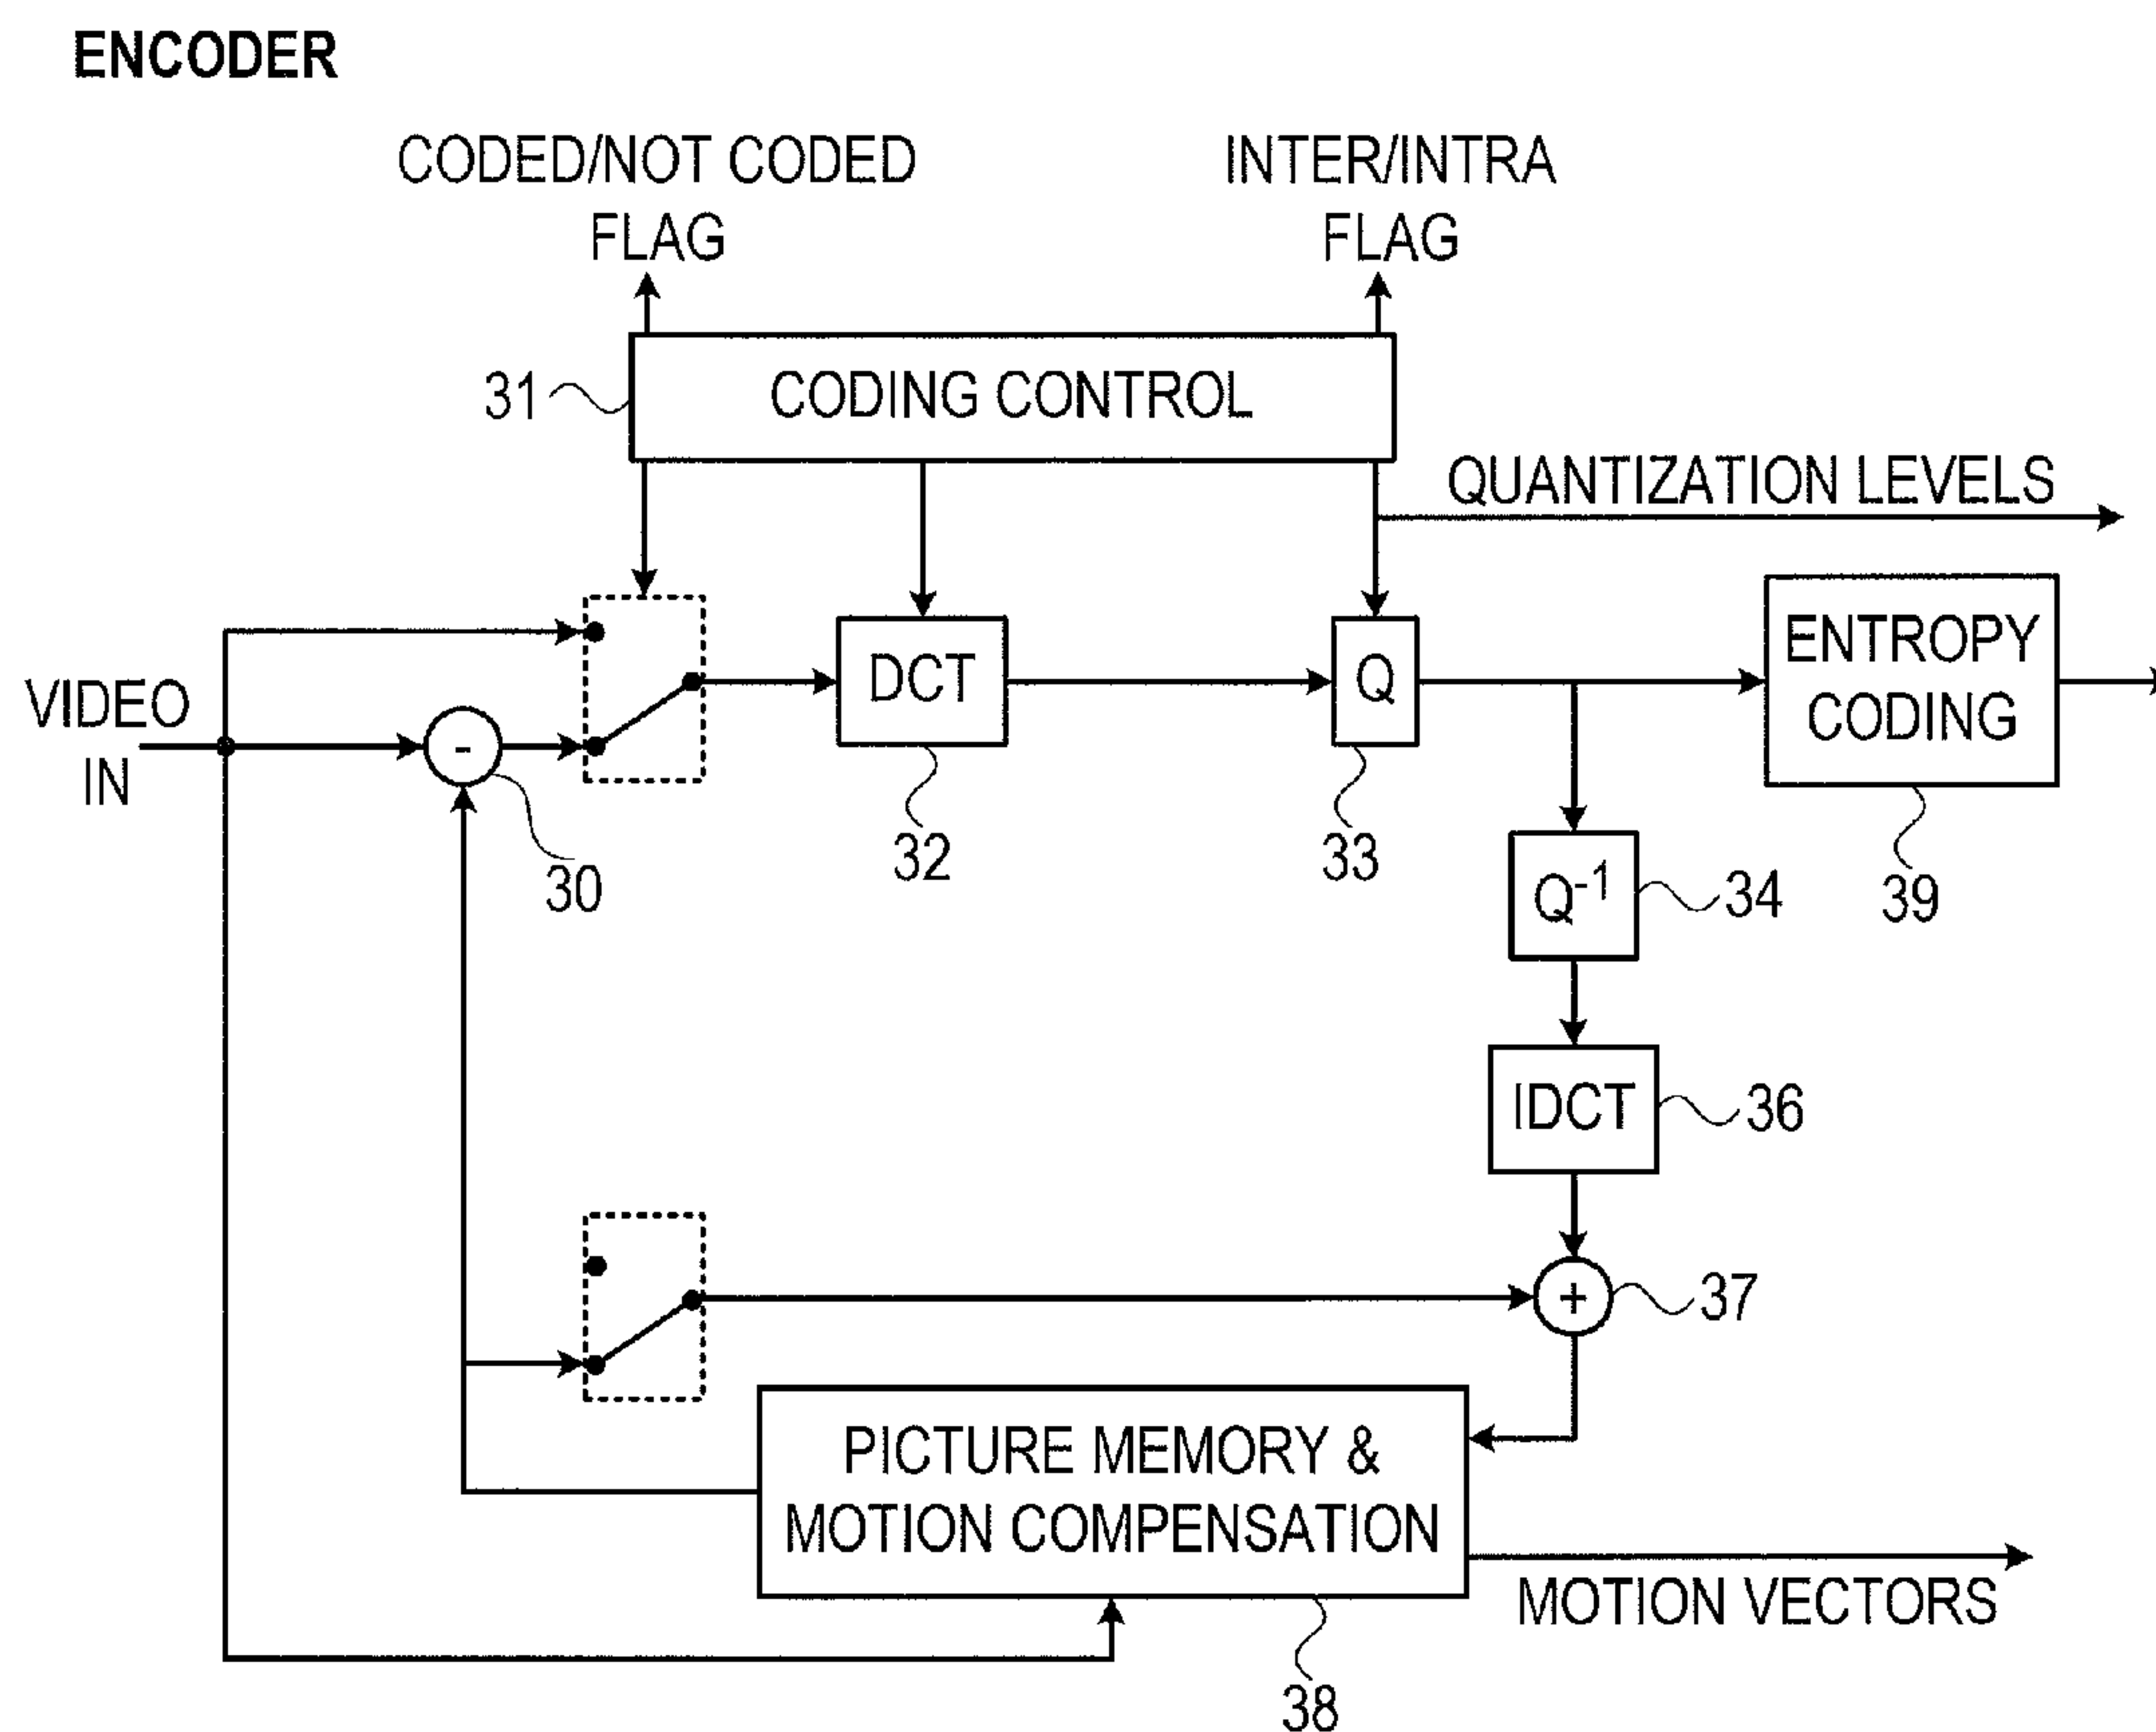 ENCODER
CODED/NOT CODED
FLAG
INTER/INTRA
FLAG
31
CODING CONTROL
QUANTIZATION LEVELS
VIDEO
IN
-
30
DCT
32
Q
33
ENTROPY
CODING
39
Q-1
34
IDCT
36
+
37
PICTURE MEMORY &
MOTION COMPENSATION
MOTION VECTORS
38